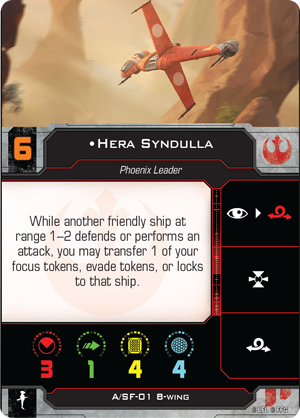 6
•Hera Syndulla
Phoenix Leader
While another friendly ship at
range 1–2 defends or performs an
attack, you may transfer 1 of your
focus tokens, evade tokens, or locks
to that ship.
3 1 4 4
A/SF-01 B-wing
©LFL ©FFG